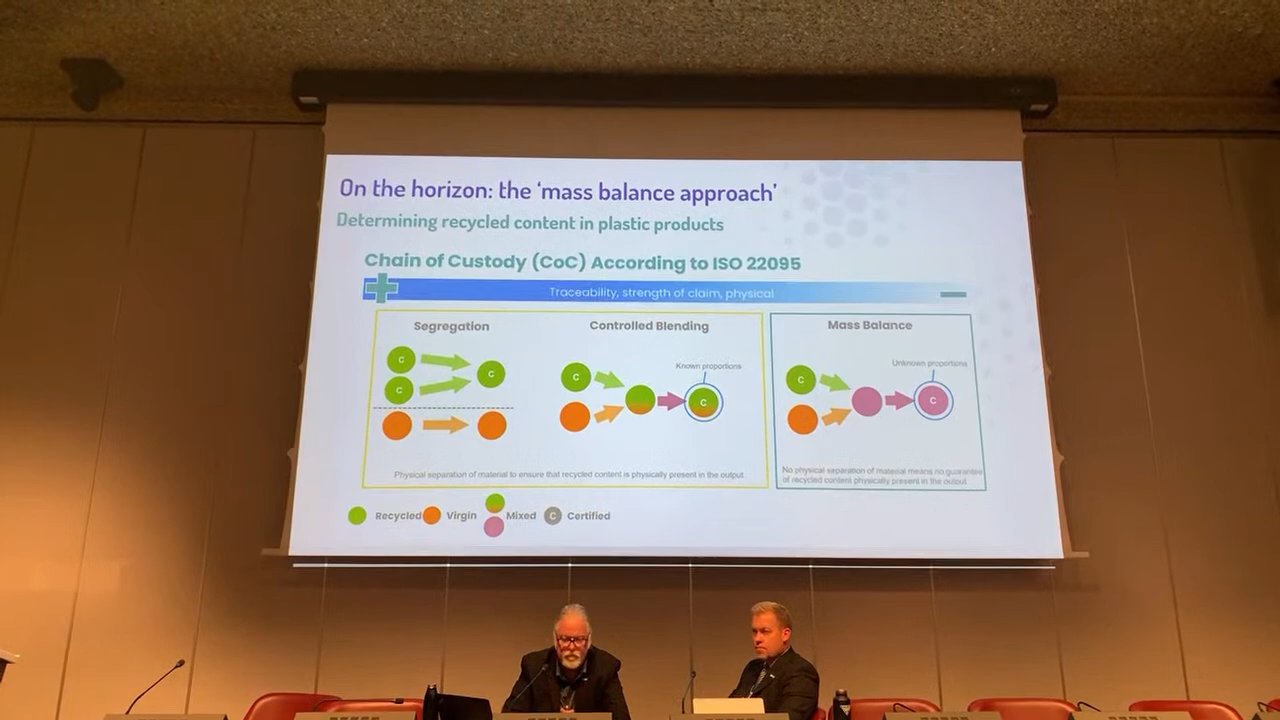 On the horizon: the ‘mass balance approach’
Determining recycled content in plastic products
Chain of Custody (CoC) According to ISO 22095
Traceability, strength of claim, physical
Segregation
C
C
C
Controlled Blending
Known proportions
C
C
Physical separation of material to ensure that recycled content is physically present in the output
Mass Balance
Unknown proportions
C
C
No physical separation of material means no guarantee
of recycled content physically present in the output
Recycled Virgin Mixed C Certified